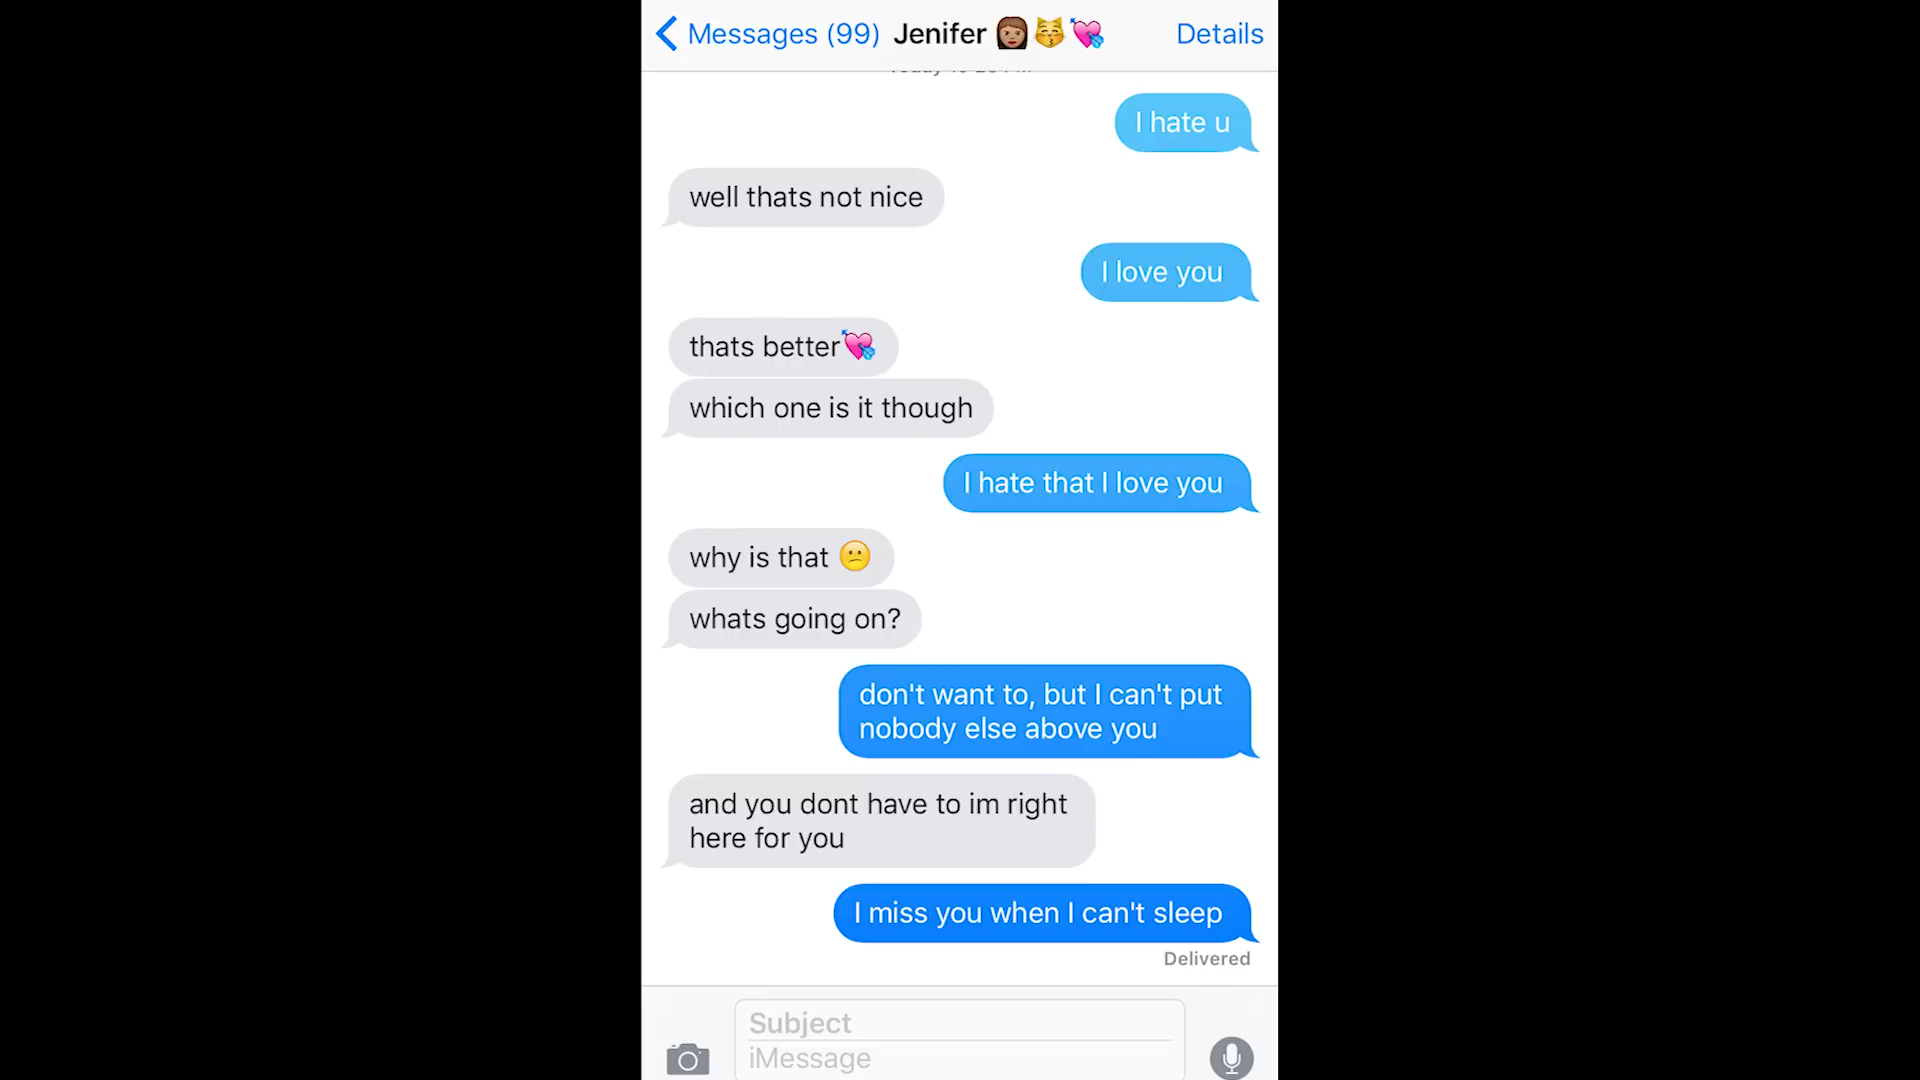 Messages (99) Jenifer 👩🏽😽💘 Details
I hate u
well thats not nice
I love you
thats better💘
which one is it though
I hate that I love you
why is that 😕
whats going on?
don't want to, but I can't put
nobody else above you
and you dont have to im right
here for you
I miss you when I can't sleep
Delivered
Subject
iMessage